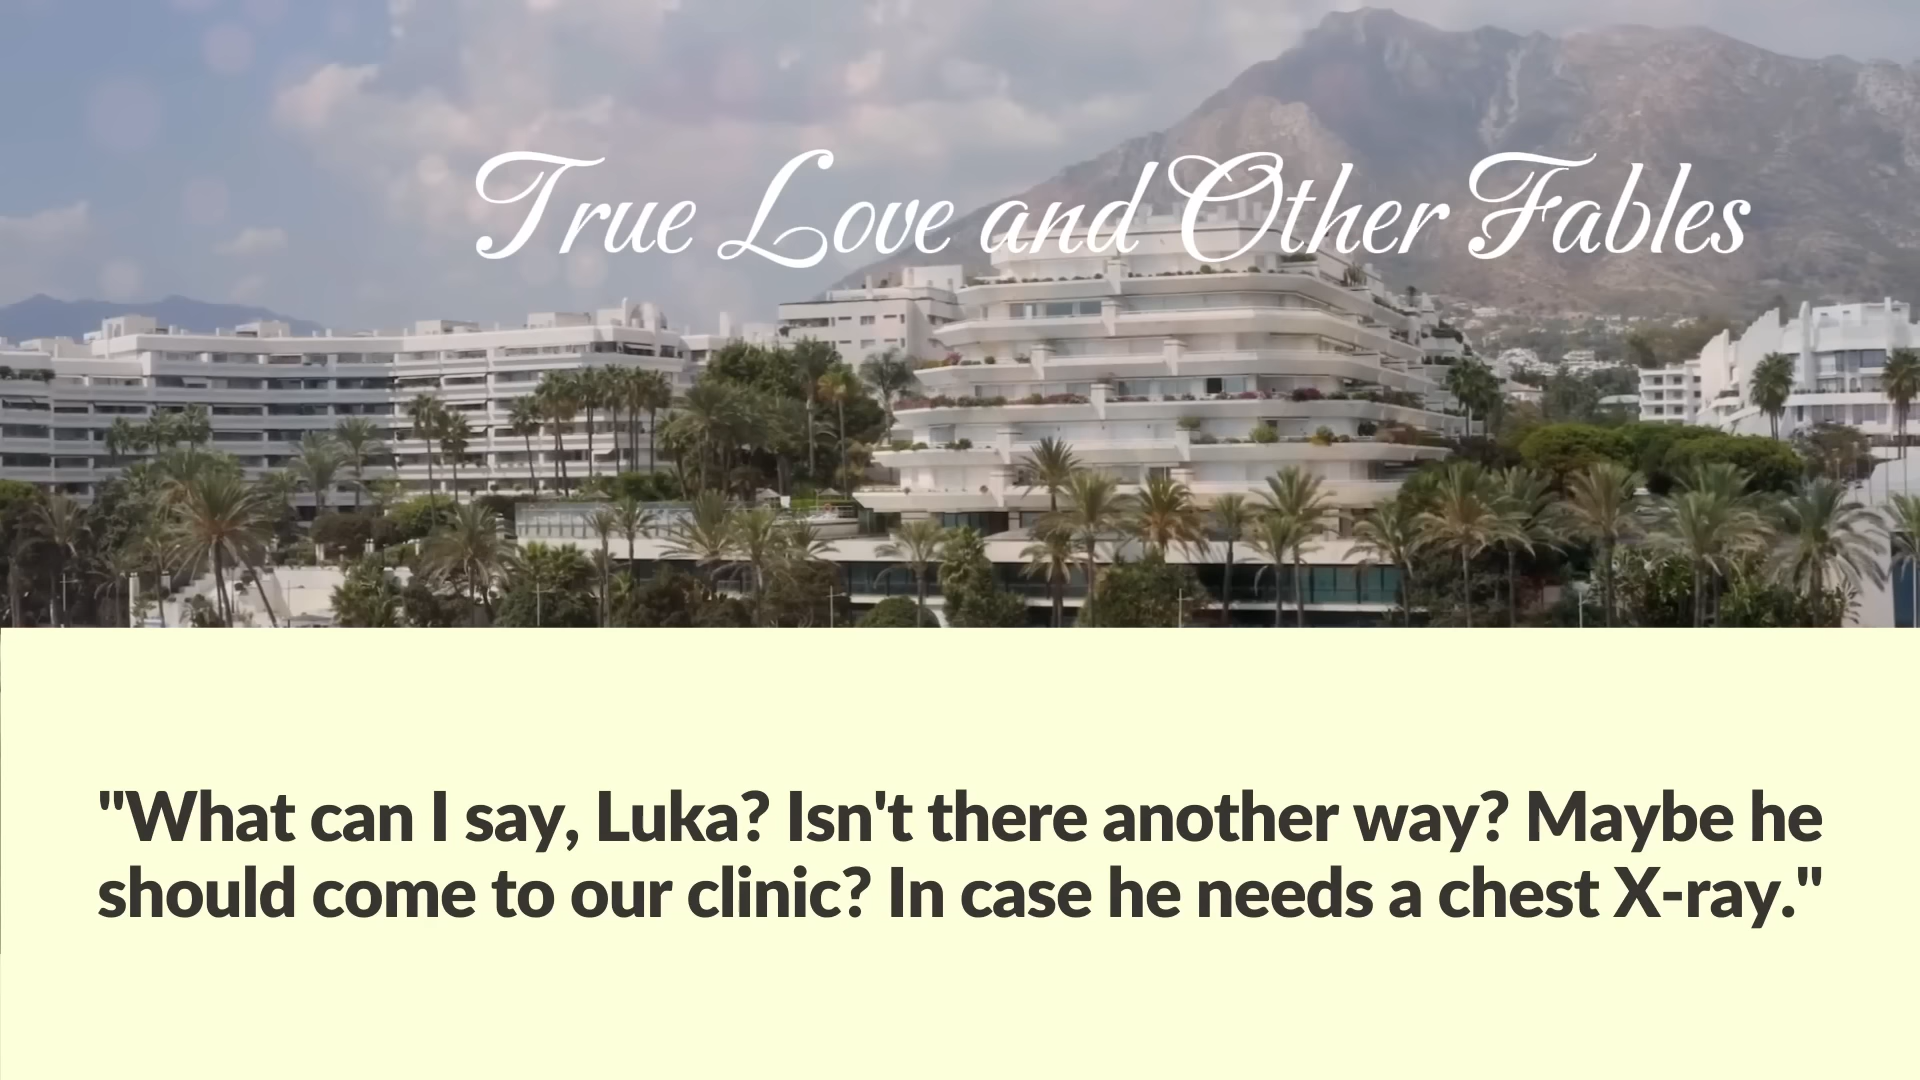 True Love and Other Fables
"What can I say, Luka? Isn't there another way? Maybe he
should come to our clinic? In case he needs a chest X-ray."